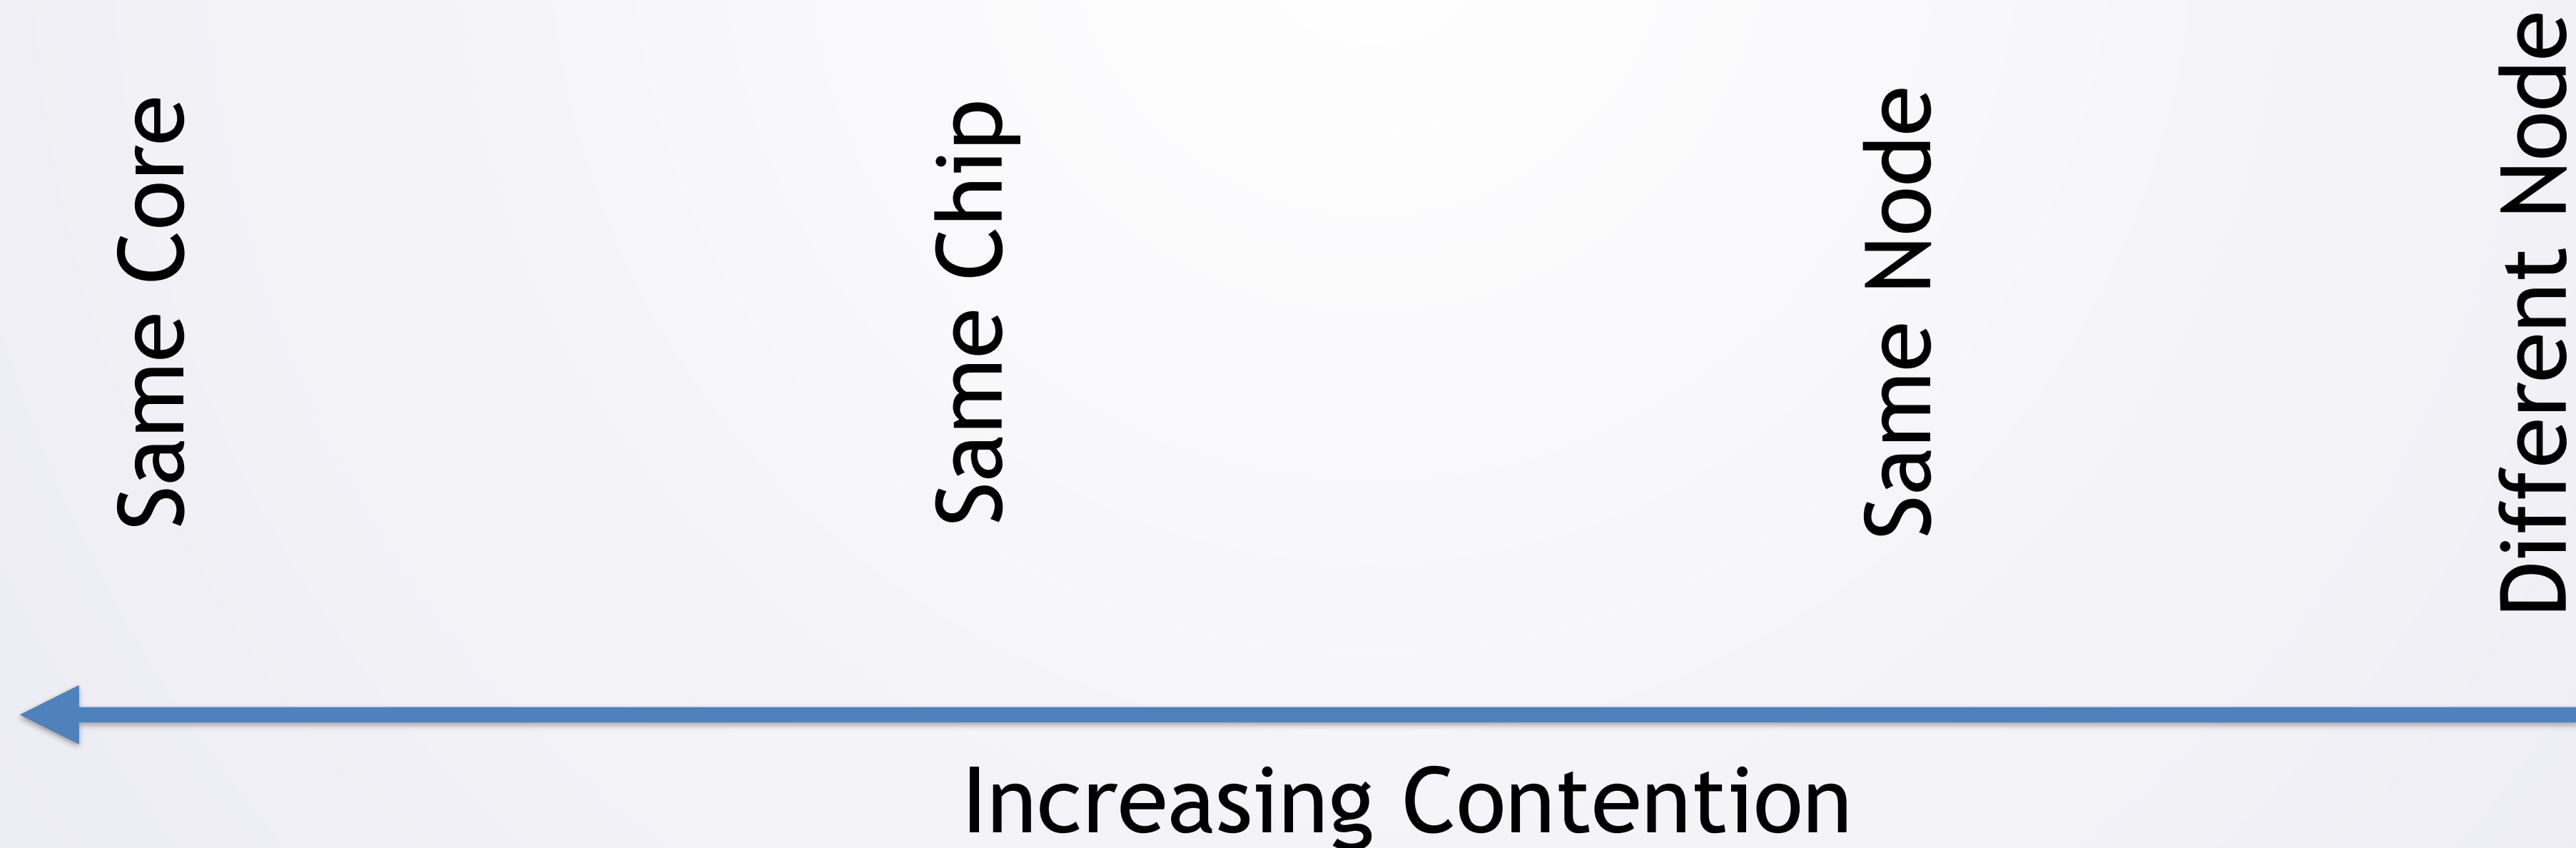 Same Core
Same Chip
Same Node
Different Node
Increasing Contention